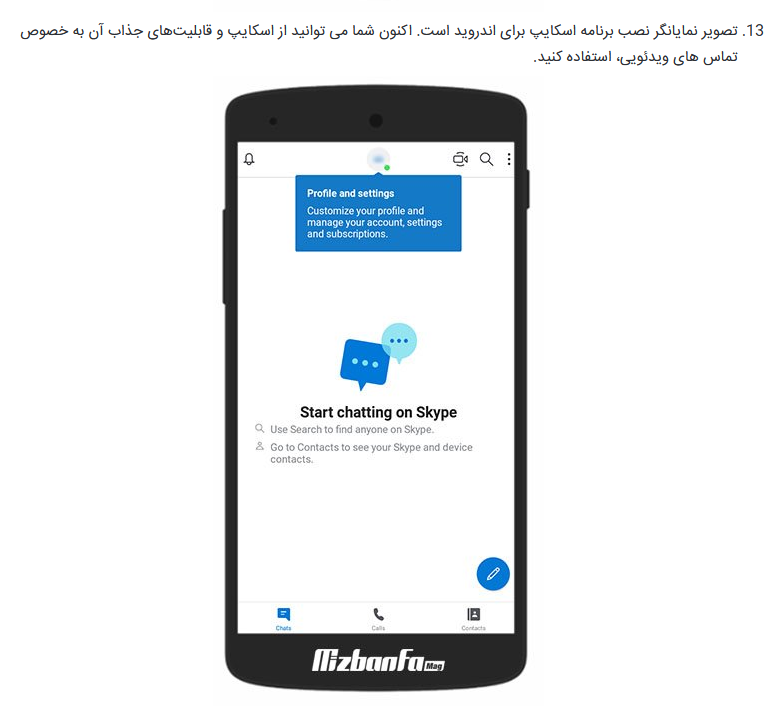 13. تصویر نمایانگر نصب برنامه اسکایپ برای اندروید است. اکنون شما می توانید از اسکایپ و قابلیت‌های جذاب آن به خصوص
تماس های ویدئویی، استفاده کنید.
Profile and settings
Customize your profile and
manage your account, settings
and subscriptions.
Start chatting on Skype
Use Search to find anyone on Skype.
Go to Contacts to see your Skype and device
contacts.
Chats
Calls
Contacts
MizbanFa Mag